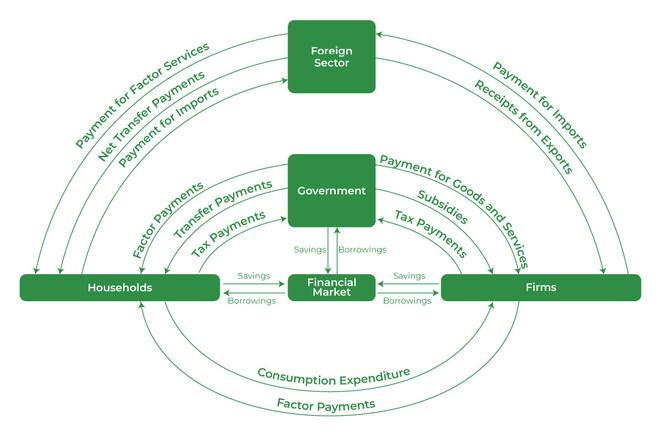 Foreign
Sector
Payment for Factor Services
Net Transfer Payments
Payment for Imports
Payment for Imports
Receipts from Exports
Government
Factor Payments
Transfer Payments
Tax Payments
Payment for Goods and Services
Subsidies
Tax Payments
Savings
Borrowings
Households
Savings
Borrowings
Financial
Market
Savings
Borrowings
Firms
Consumption Expenditure
Factor Payments